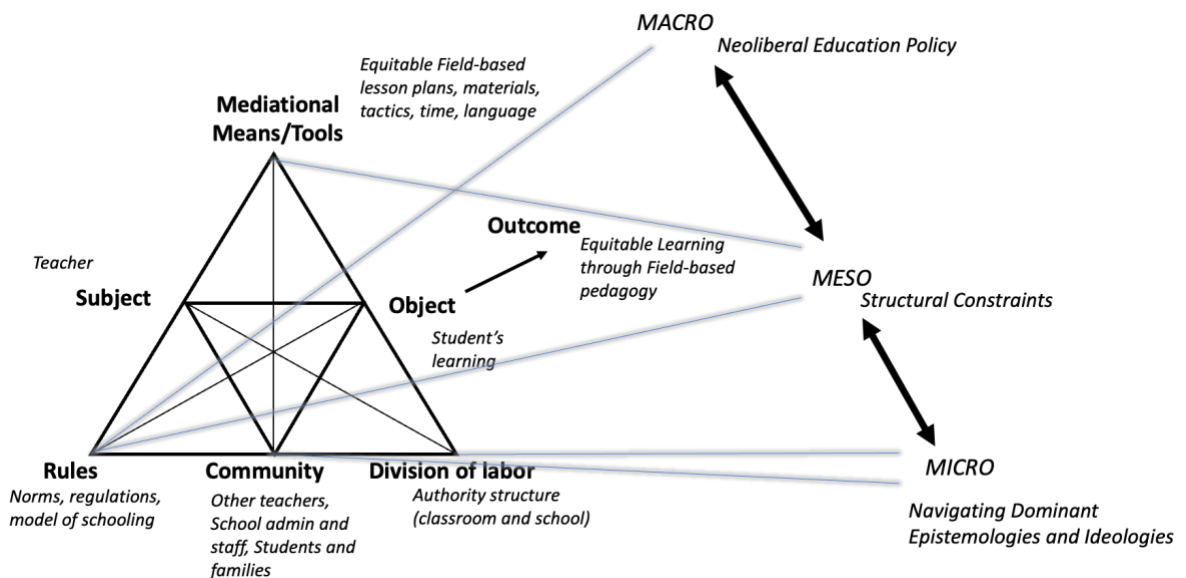 MACRO
Neoliberal Education Policy
Equitable Field-based
lesson plans, materials,
tactics, time, language
Mediational
Means/Tools
Outcome
Equitable Learning
through Field-based
pedagogy
Teacher
Subject
Object
Student's
learning
MESO
Structural Constraints
Rules
Norms, regulations,
model of schooling
Community
Other teachers,
School admin and
staff, Students and
families
Division of labor
Authority structure
(classroom and school)
MICRO
Navigating Dominant
Epistemologies and Ideologies